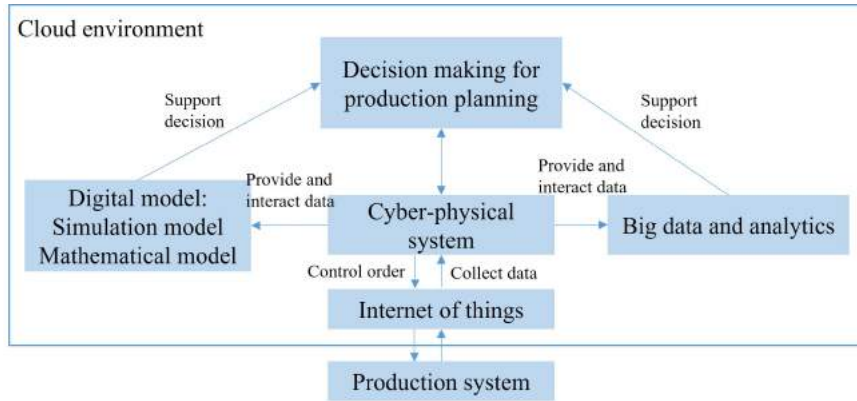 Cloud environment
Decision making for
production planning
Support
decision
Support
decision
Provide and
interact data
Provide and
interact data
Digital model:
Simulation model
Mathematical model
Cyber-physical
system
Big data and analytics
Control order
Collect data
Internet of things
Production system